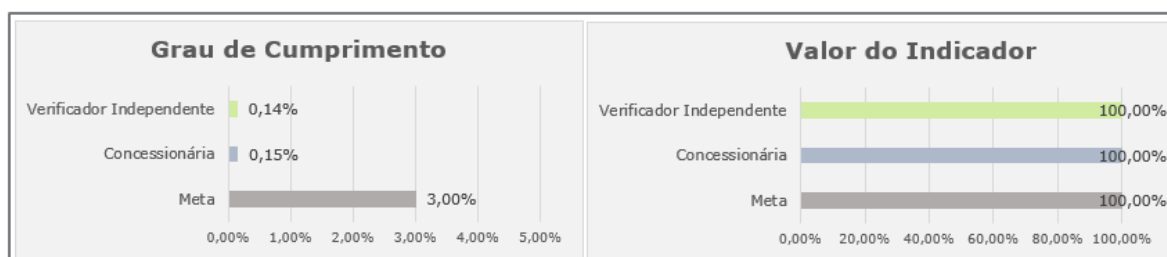 Grau de Cumprimento
Verificador Independente 0,14%
Concessionária 0,15%
Meta 3,00%
0,00% 1,00% 2,00% 3,00% 4,00% 5,00%
Valor do Indicador
Verificador Independente 100,00%
Concessionária 100,00%
Meta 100,00%
0,00% 20,00% 40,00% 60,00% 80,00% 100,00%